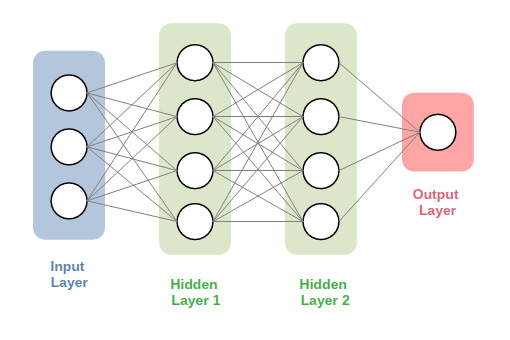 Input
Layer
Hidden
Layer 1
Hidden
Layer 2
Output
Layer